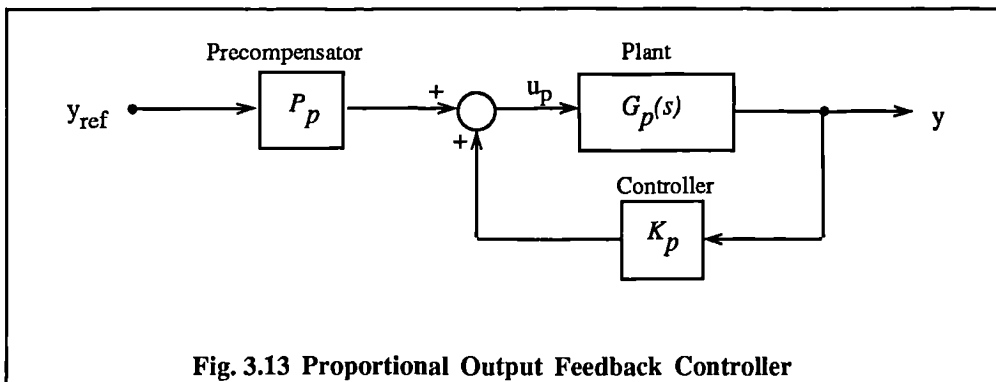 Precompensator
Plant
y_ref
P_p
+
+
u_p
G_p(s)
y
Controller
K_p
Fig. 3.13 Proportional Output Feedback Controller